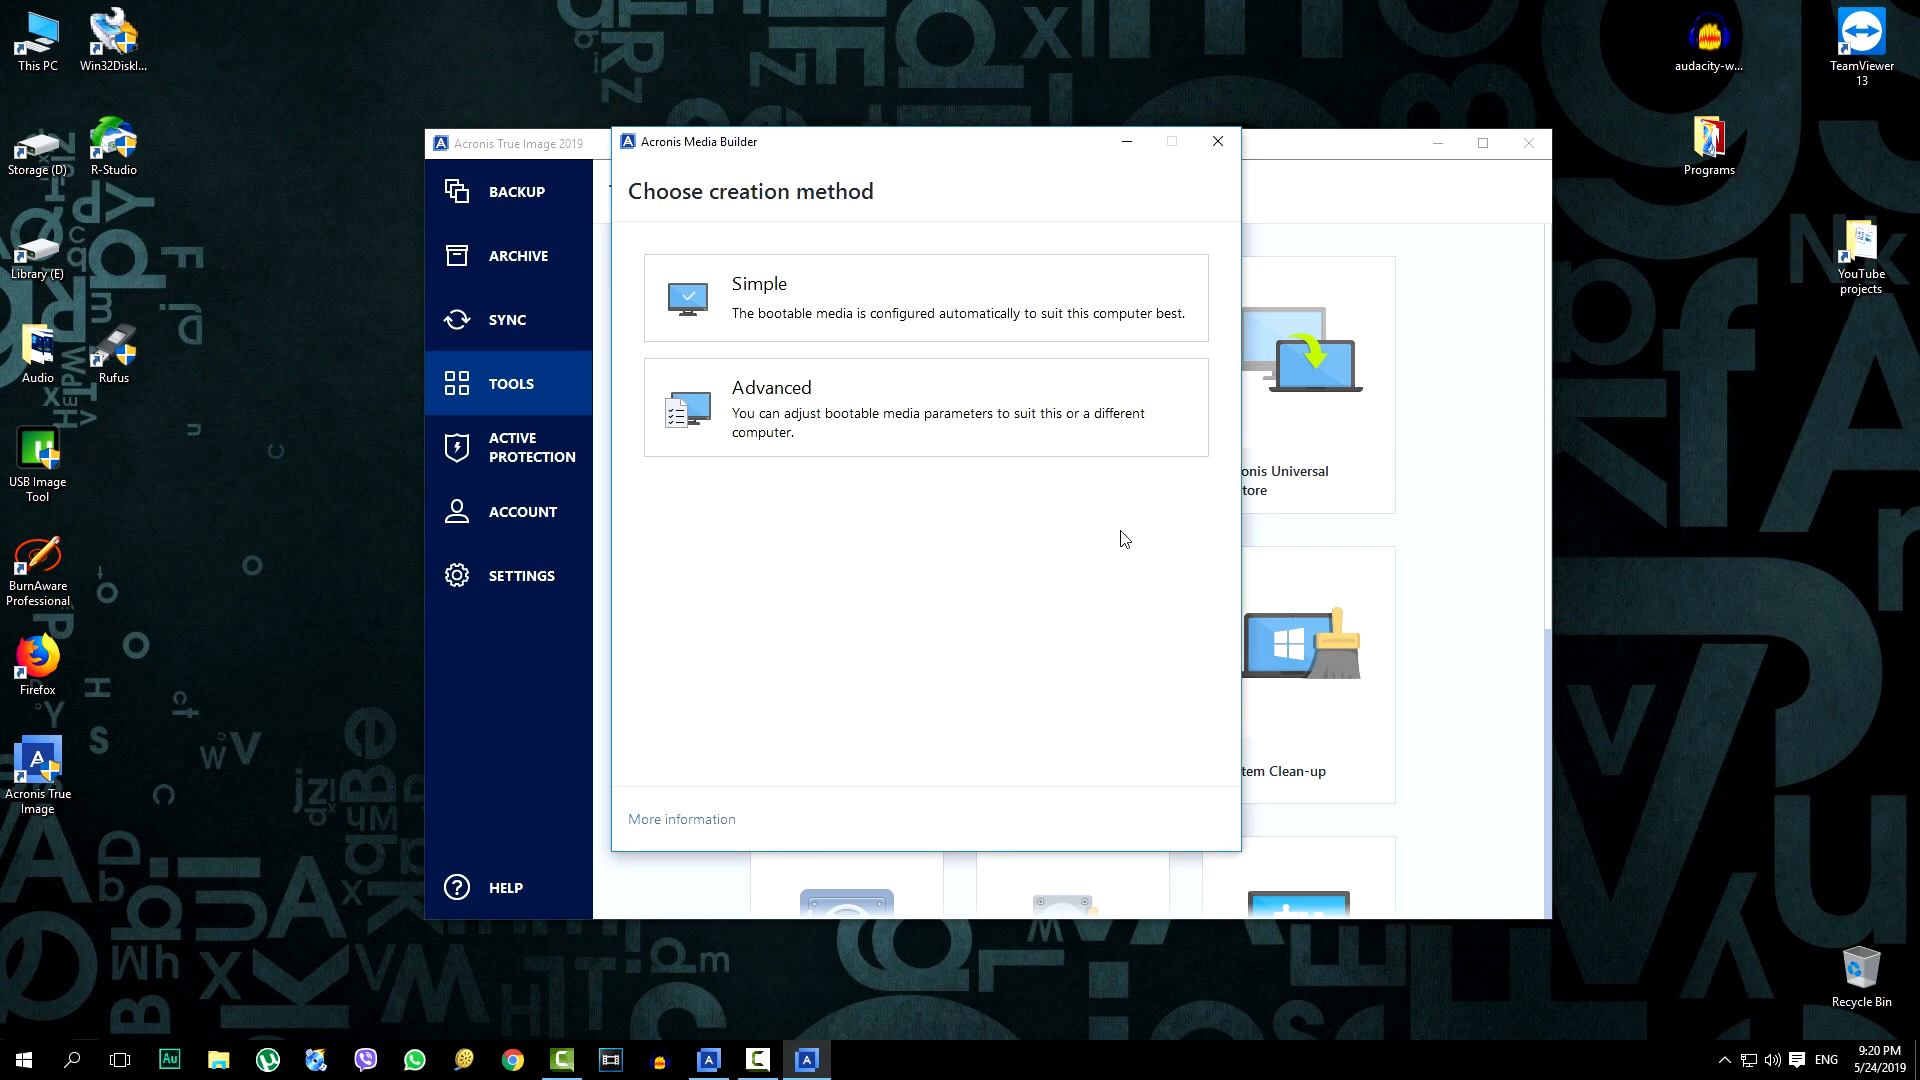 This PC
Win32DiskI...
Storage (D)
R-Studio
Library (E)
Audio
Rufus
USB Image
Tool
BurnAware
Professional
Firefox
Acronis True
Image
audacity-w...
TeamViewer
13
Programs
YouTube
projects
Recycle Bin
Acronis True Image 2019
BACKUP
ARCHIVE
SYNC
TOOLS
ACTIVE
PROTECTION
ACCOUNT
SETTINGS
HELP
Acronis Media Builder
Choose creation method
Simple
The bootable media is configured automatically to suit this computer best.
Advanced
You can adjust bootable media parameters to suit this or a different
computer.
More information
onis Universal
tore
tem Clean-up
ENG
9:20 PM
5/24/2019